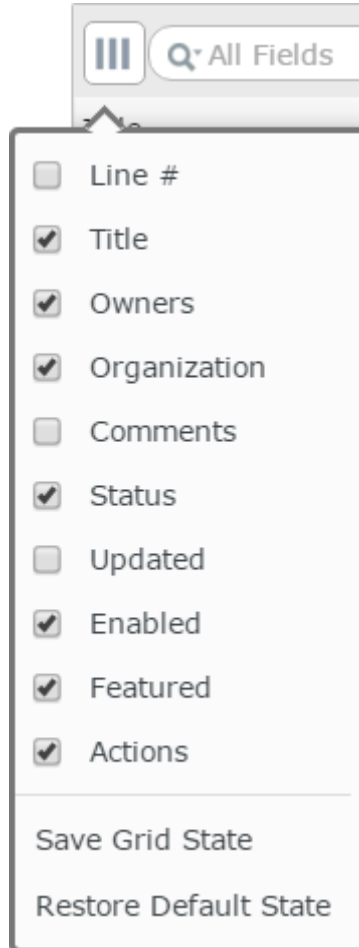 All Fields
Line #
Title
Owners
Organization
Comments
Status
Updated
Enabled
Featured
Actions
Save Grid State
Restore Default State